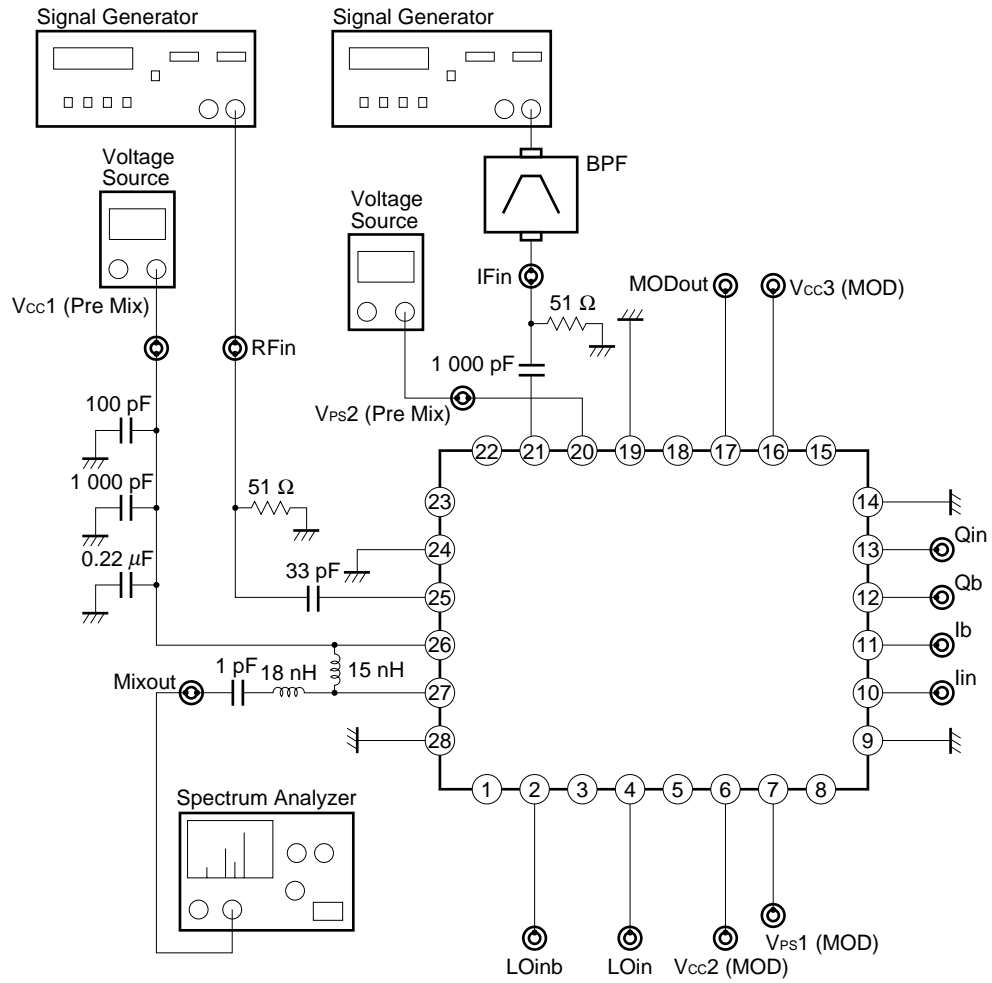 Signal Generator
Signal Generator
Voltage
Source
BPF
Voltage
Source
IFin
MODout
VCC3 (MOD)
VCC1 (Pre Mix)
51 Ω
RFin
1 000 pF
VPS2 (Pre Mix)
100 pF
22
21
20
19
18
17
16
15
1 000 pF
51 Ω
23
14
Qin
24
13
0.22 μF
33 pF
Qb
25
12
Ib
26
11
1 pF
18 nH
15 nH
Iin
Mixout
27
10
28
9
1
2
3
4
5
6
7
8
Spectrum Analyzer
VPS1 (MOD)
LOinb
LOin
VCC2 (MOD)